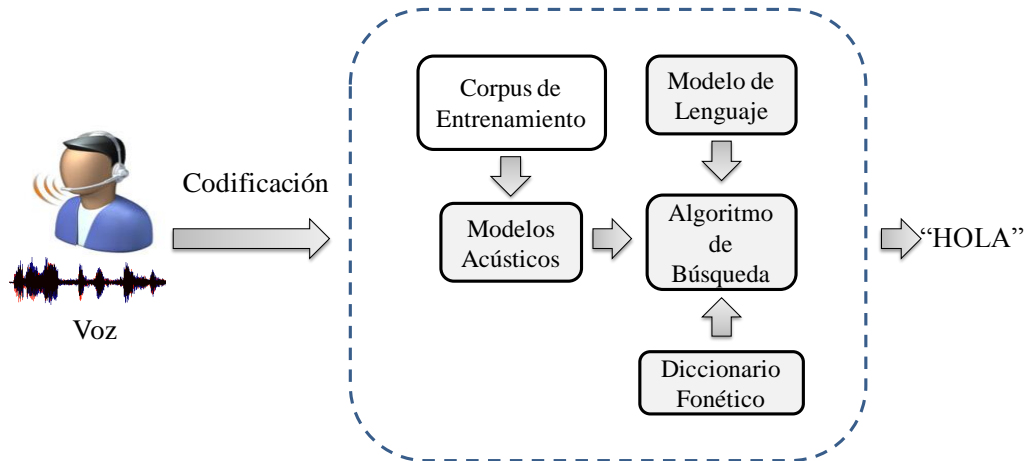 Corpus de
Entrenamiento
Modelo de
Lenguaje
Codificación
Modelos
Acústicos
Algoritmo
de
Búsqueda
“HOLA”
Voz
Diccionario
Fonético